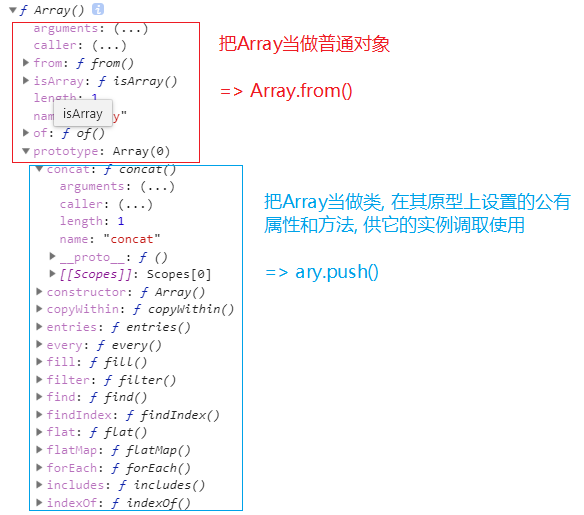 ƒ Array() i
arguments: (...)
caller: (...)
from: ƒ from()
isArray: ƒ isArray()
length: 1
isArray
of: ƒ of()
prototype: Array(0)
把Array当做普通对象
=> Array.from()
concat: ƒ concat()
arguments: (...)
caller: (...)
length: 1
name: "concat"
__proto__: ƒ ()
[[Scopes]]: Scopes[0]
constructor: ƒ Array()
copyWithin: ƒ copyWithin()
entries: ƒ entries()
every: ƒ every()
fill: ƒ fill()
filter: ƒ filter()
find: ƒ find()
findIndex: ƒ findIndex()
flat: ƒ flat()
flatMap: ƒ flatMap()
forEach: ƒ forEach()
includes: ƒ includes()
indexOf: ƒ indexOf()
把Array当做类, 在其原型上设置的公有
属性和方法, 供它的实例调取使用
=> ary.push()